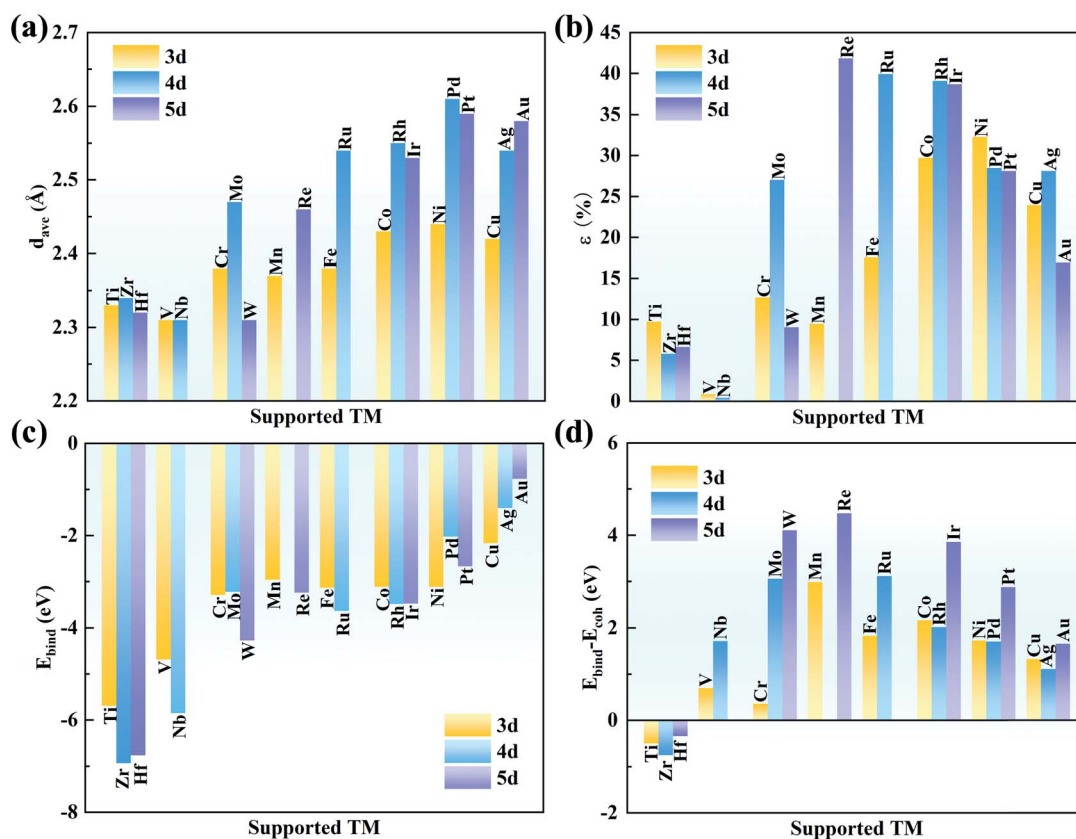 (a)
2.7
2.6
2.5
2.4
2.3
2.2
d_ave (Å)
3d
4d
5d
Ti
Zr
Hf
V
Nb
Cr
Mo
W
Mn
Re
Fe
Ru
Co
Rh
Ir
Ni
Pd
Pt
Cu
Ag
Au
Supported TM
(b)
45
40
35
30
25
20
15
10
5
0
ε (%)
3d
4d
5d
Ti
Zr
Hf
V
Nb
Cr
Mo
W
Mn
Re
Fe
Ru
Co
Rh
Ir
Ni
Pd
Pt
Cu
Ag
Au
Supported TM
(c)
0
-2
-4
-6
-8
E_bind (eV)
Ti
Zr
Hf
V
Nb
Cr
Mo
W
Mn
Re
Fe
Ru
Co
Rh
Ir
Ni
Pd
Pt
Cu
Ag
Au
3d
4d
5d
Supported TM
(d)
6
4
2
0
-2
E_bind-E_coh (eV)
3d
4d
5d
Ti
Zr
Hf
V
Nb
Cr
Mo
W
Mn
Re
Fe
Ru
Co
Rh
Ir
Ni
Pd
Pt
Cu
Ag
Au
Supported TM